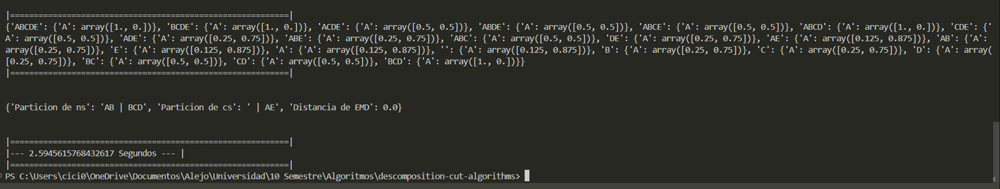 |============================================================|
{'ABCDE': {'A': array([1., 0.])}, 'BCDE': {'A': array([1., 0.])}, 'ACDE': {'A': array([0.5, 0.5])}, 'ABDE': {'A': array([0.5, 0.5])}, 'ABCE': {'A': array([0.5, 0.5])}, 'ABCD': {'A': array([1., 0.])}, 'CDE': {'
A': array([0.5, 0.5])}, 'ADE': {'A': array([0.25, 0.75])}, 'ABE': {'A': array([0.25, 0.75])}, 'ABC': {'A': array([0.5, 0.5])}, 'DE': {'A': array([0.25, 0.75])}, 'AE': {'A': array([0.125, 0.875])}, 'AB': {'A':
array([0.25, 0.75])}, 'E': {'A': array([0.125, 0.875])}, 'A': {'A': array([0.125, 0.875])}, '': {'A': array([0.125, 0.875])}, 'B': {'A': array([0.25, 0.75])}, 'C': {'A': array([0.25, 0.75])}, 'D': {'A': array(
[0.25, 0.75])}, 'BC': {'A': array([0.5, 0.5])}, 'CD': {'A': array([0.5, 0.5])}, 'BCD': {'A': array([1., 0.])}}
|============================================================|
{'Particion de ns': 'AB | BCD', 'Particion de cs': ' | AE', 'Distancia de EMD': 0.0}
|============================================================|
|--- 2.5945615768432617 Segundos --- |
|============================================================|
PS C:\Users\cici0\OneDrive\Documentos\Alejo\Universidad\10 Semestre\Algoritmos\descomposition-cut-algorithms>